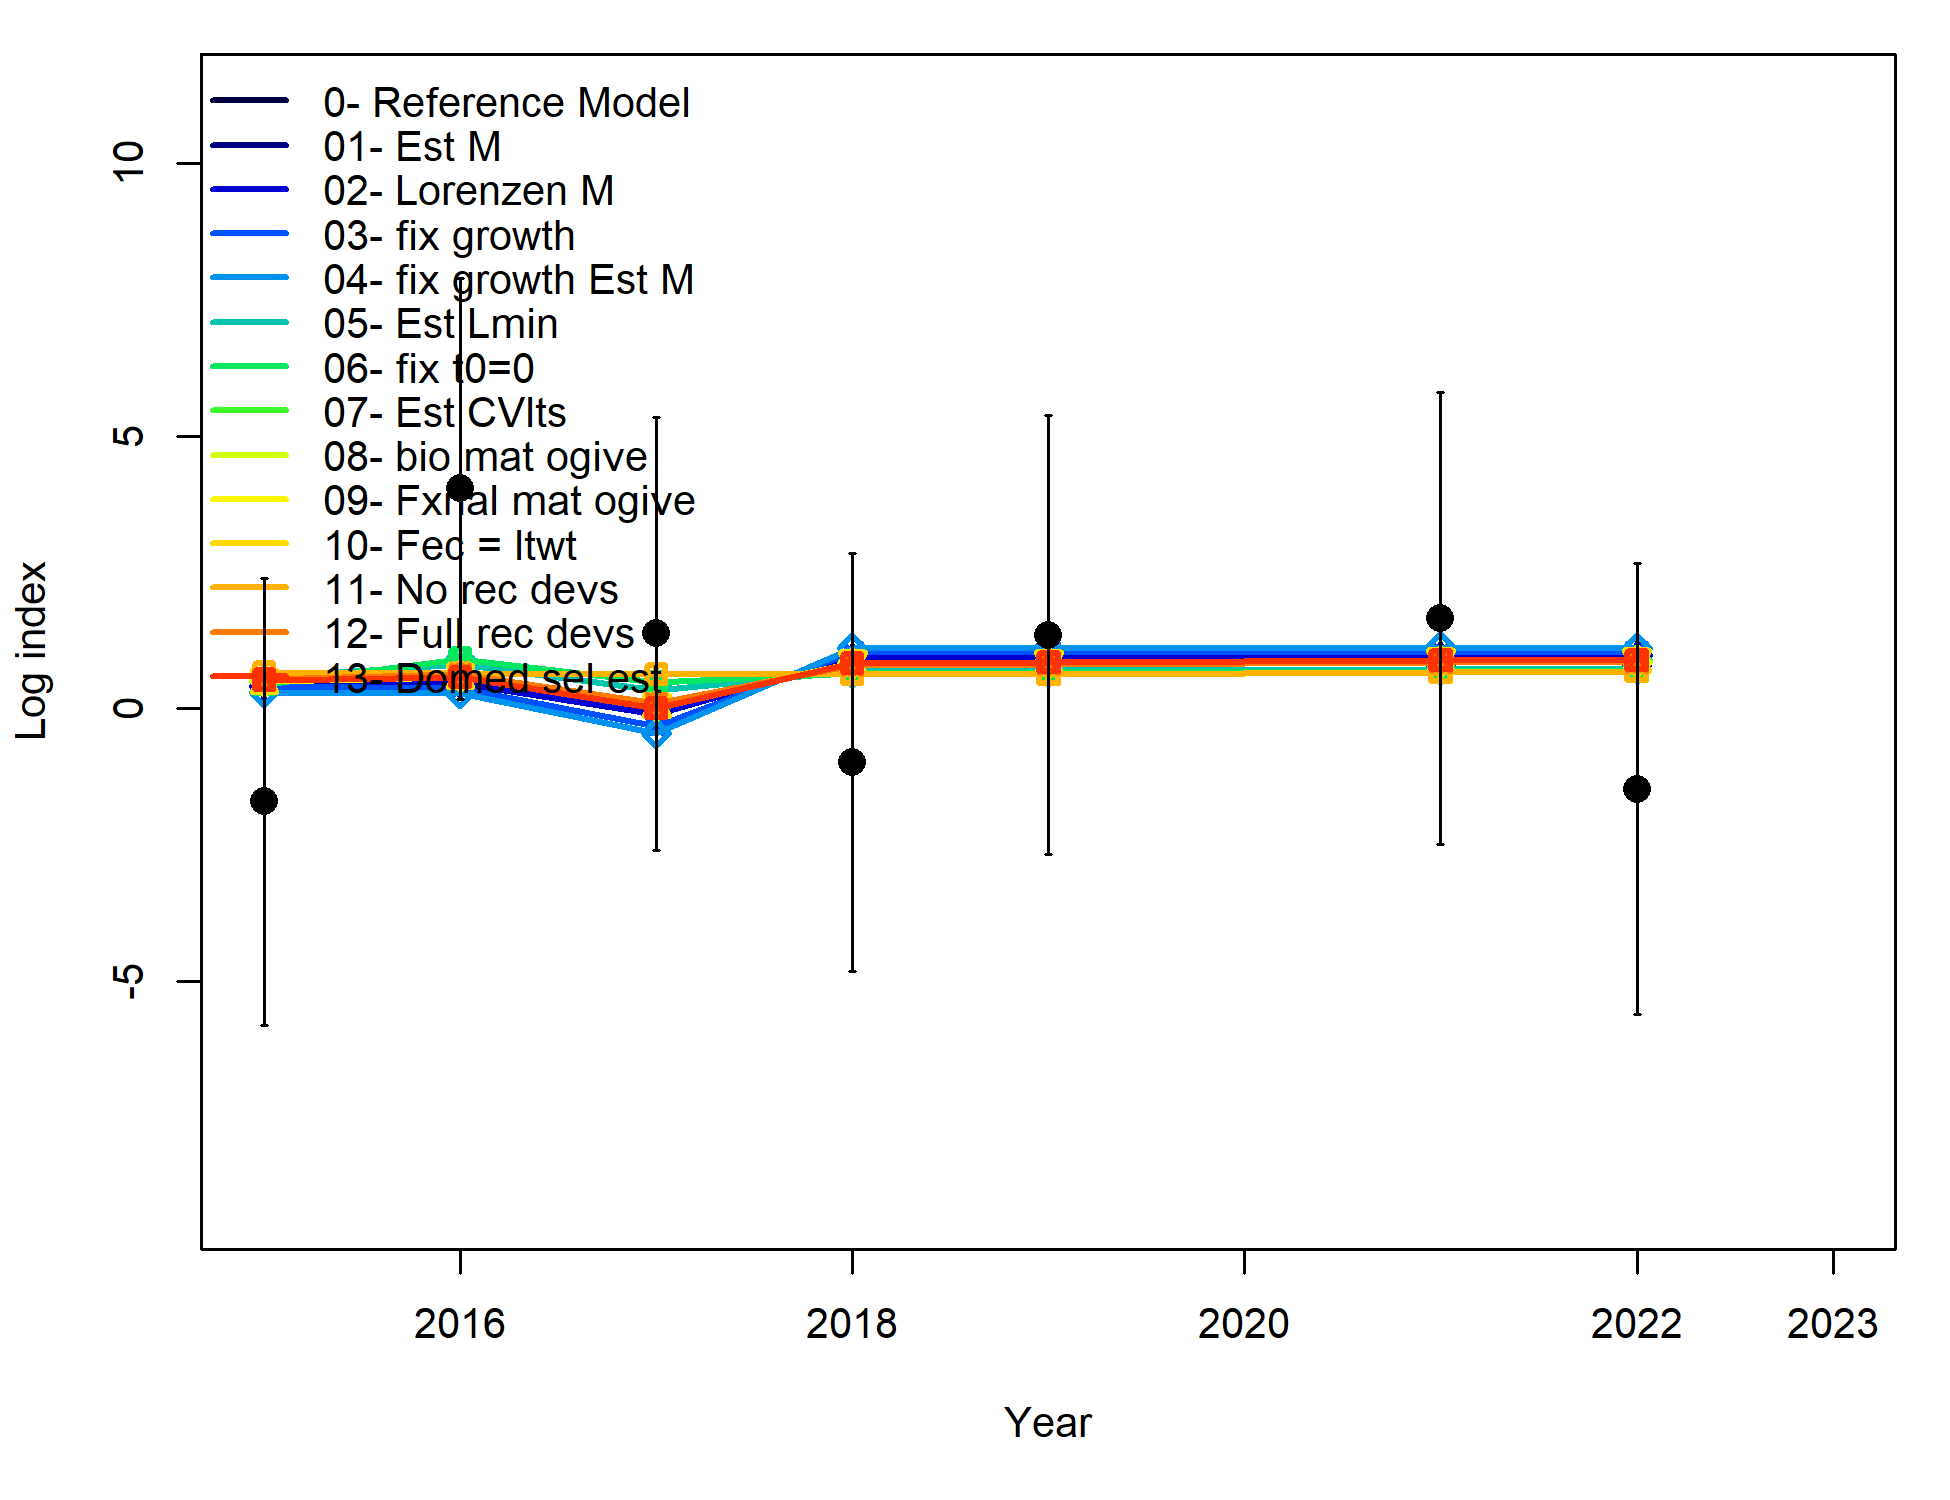 0- Reference Model
01- Est M
02- Lorenzen M
03- fix growth
04- fix growth Est M
05- Est Lmin
06- fix t0=0
07- Est CVlts
08- bio mat ogive
09- Fxnal mat ogive
10- Fec = ltwt
11- No rec devs
12- Full rec devs
13- Domed sel est
10
5
0
-5
Log index
2016 2018 2020 2022 2023
Year